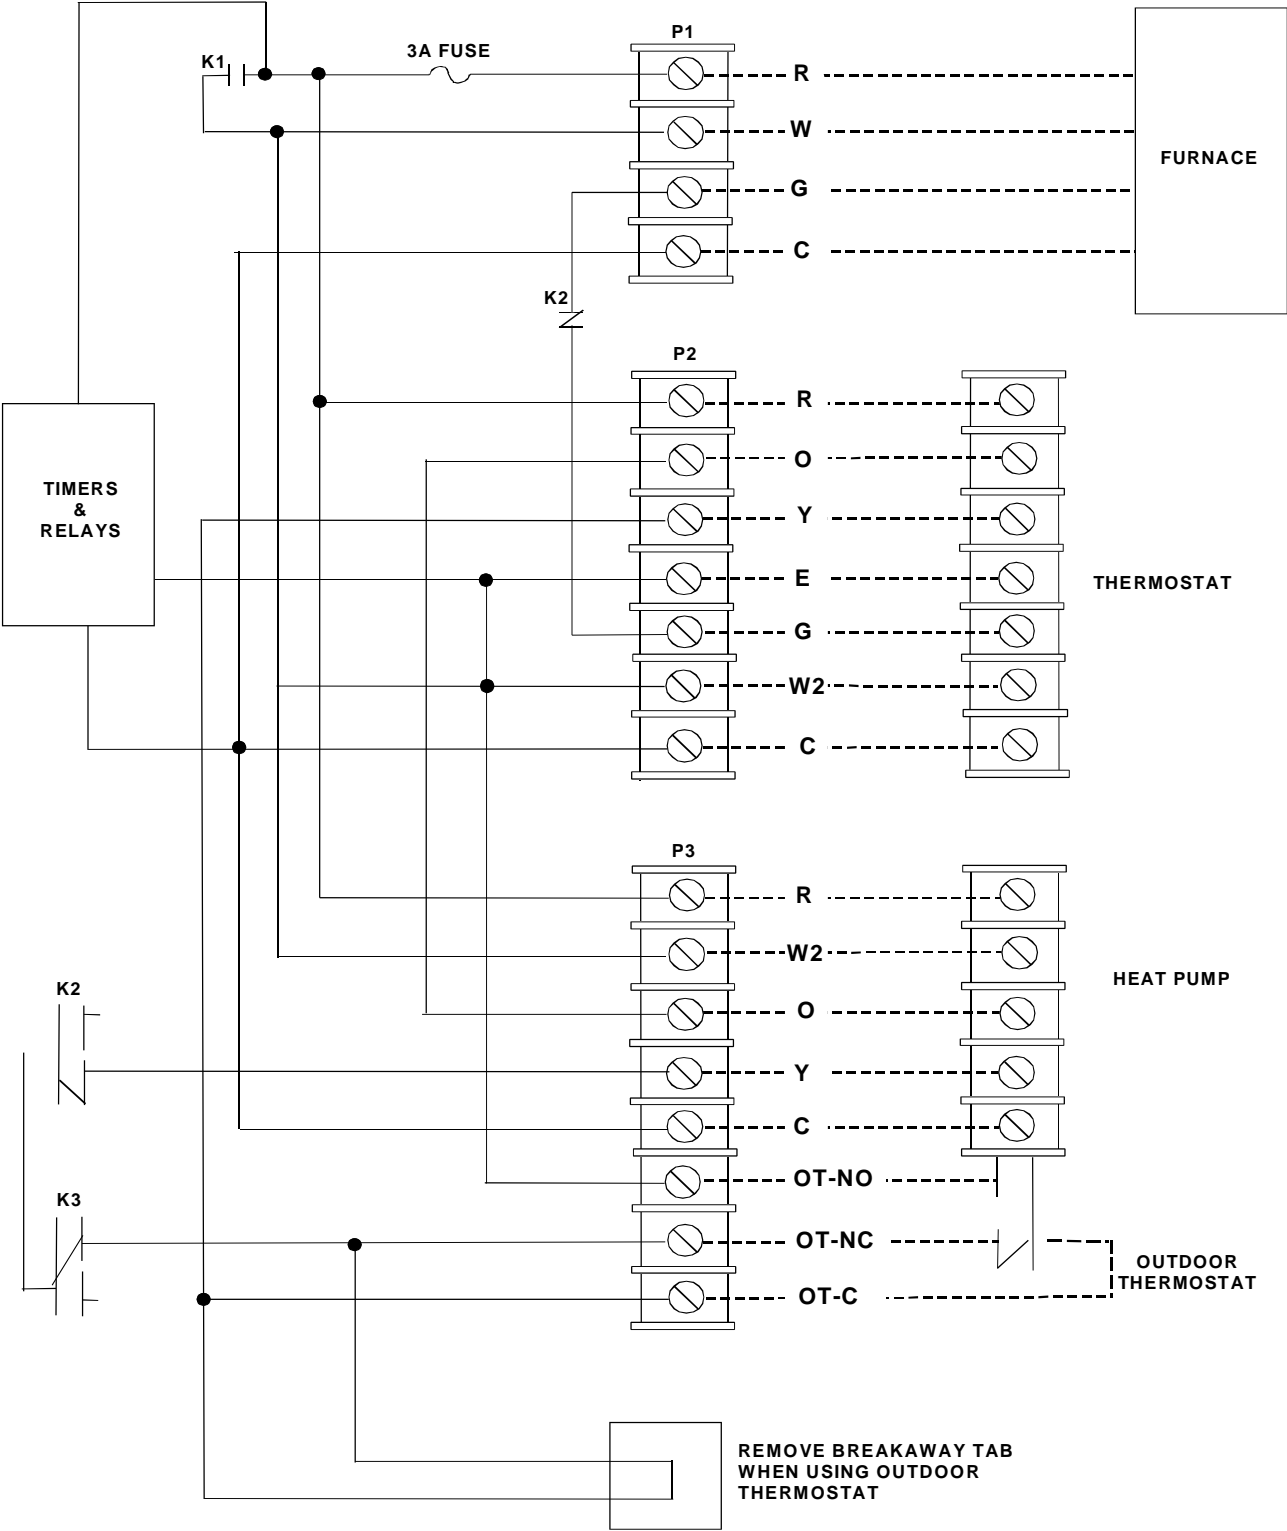 P1
3A FUSE
K1
R
W
G
C
FURNACE
K2
P2
R
O
Y
E
G
W2
C
TIMERS
&
RELAYS
THERMOSTAT
P3
R
W2
O
Y
C
OT-NO
OT-NC
OT-C
HEAT PUMP
K2
K3
OUTDOOR
THERMOSTAT
REMOVE BREAKAWAY TAB
WHEN USING OUTDOOR
THERMOSTAT